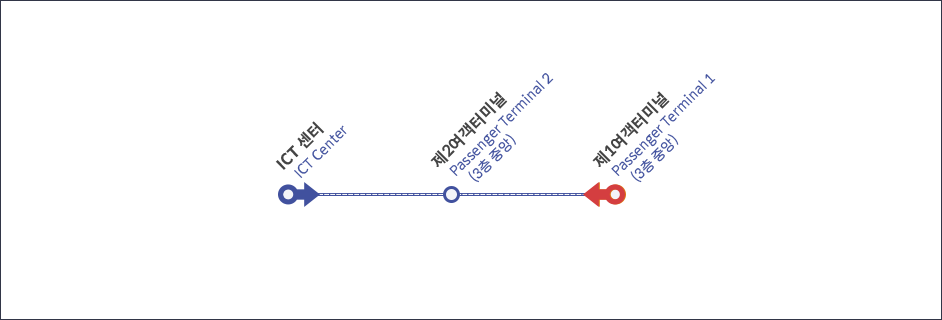 ICT 센터
ICT Center
제2여객터미널
Passenger Terminal 2
(3층 중앙)
제1여객터미널
Passenger Terminal 1
(3층 중앙)